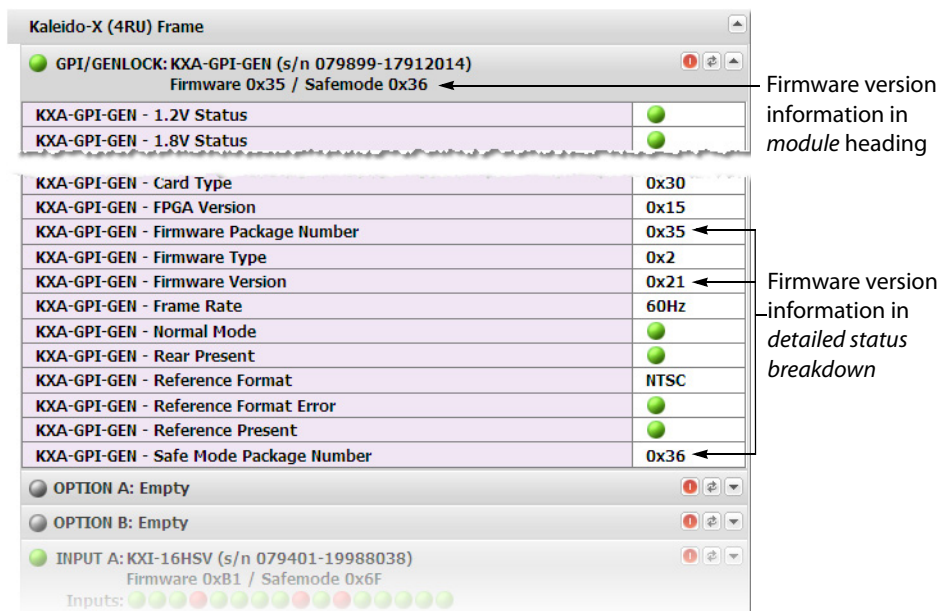 Kaleido-X (4RU) Frame
GPI/GENLOCK: KXA-GPI-GEN (s/n 079899-17912014)
Firmware 0x35 / Safemode 0x36
Firmware version
information in
module heading
KXA-GPI-GEN - 1.2V Status
KXA-GPI-GEN - 1.8V Status
KXA-GPI-GEN - Card Type 0x30
KXA-GPI-GEN - FPGA Version 0x15
KXA-GPI-GEN - Firmware Package Number 0x35
KXA-GPI-GEN - Firmware Type 0x2
KXA-GPI-GEN - Firmware Version 0x21
KXA-GPI-GEN - Frame Rate 60Hz
KXA-GPI-GEN - Normal Mode
KXA-GPI-GEN - Rear Present
KXA-GPI-GEN - Reference Format NTSC
KXA-GPI-GEN - Reference Format Error
KXA-GPI-GEN - Reference Present
KXA-GPI-GEN - Safe Mode Package Number 0x36
Firmware version
information in
detailed status
breakdown
OPTION A: Empty
OPTION B: Empty
INPUT A: KXI-16HSV (s/n 079401-19988038)
Firmware 0xB1 / Safemode 0x6F
Inputs: